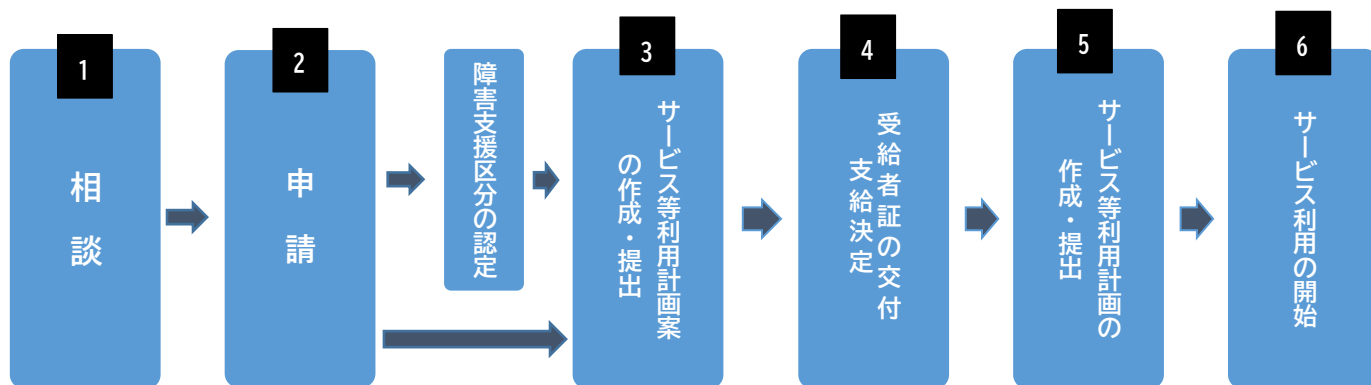 1
相談
2
申請
障害支援区分の認定
3
サービス等利用計画案
の作成・提出
4
受給者証の交付
支給決定
5
サービス等利用計画の
作成・提出
6
サービス利用の開始